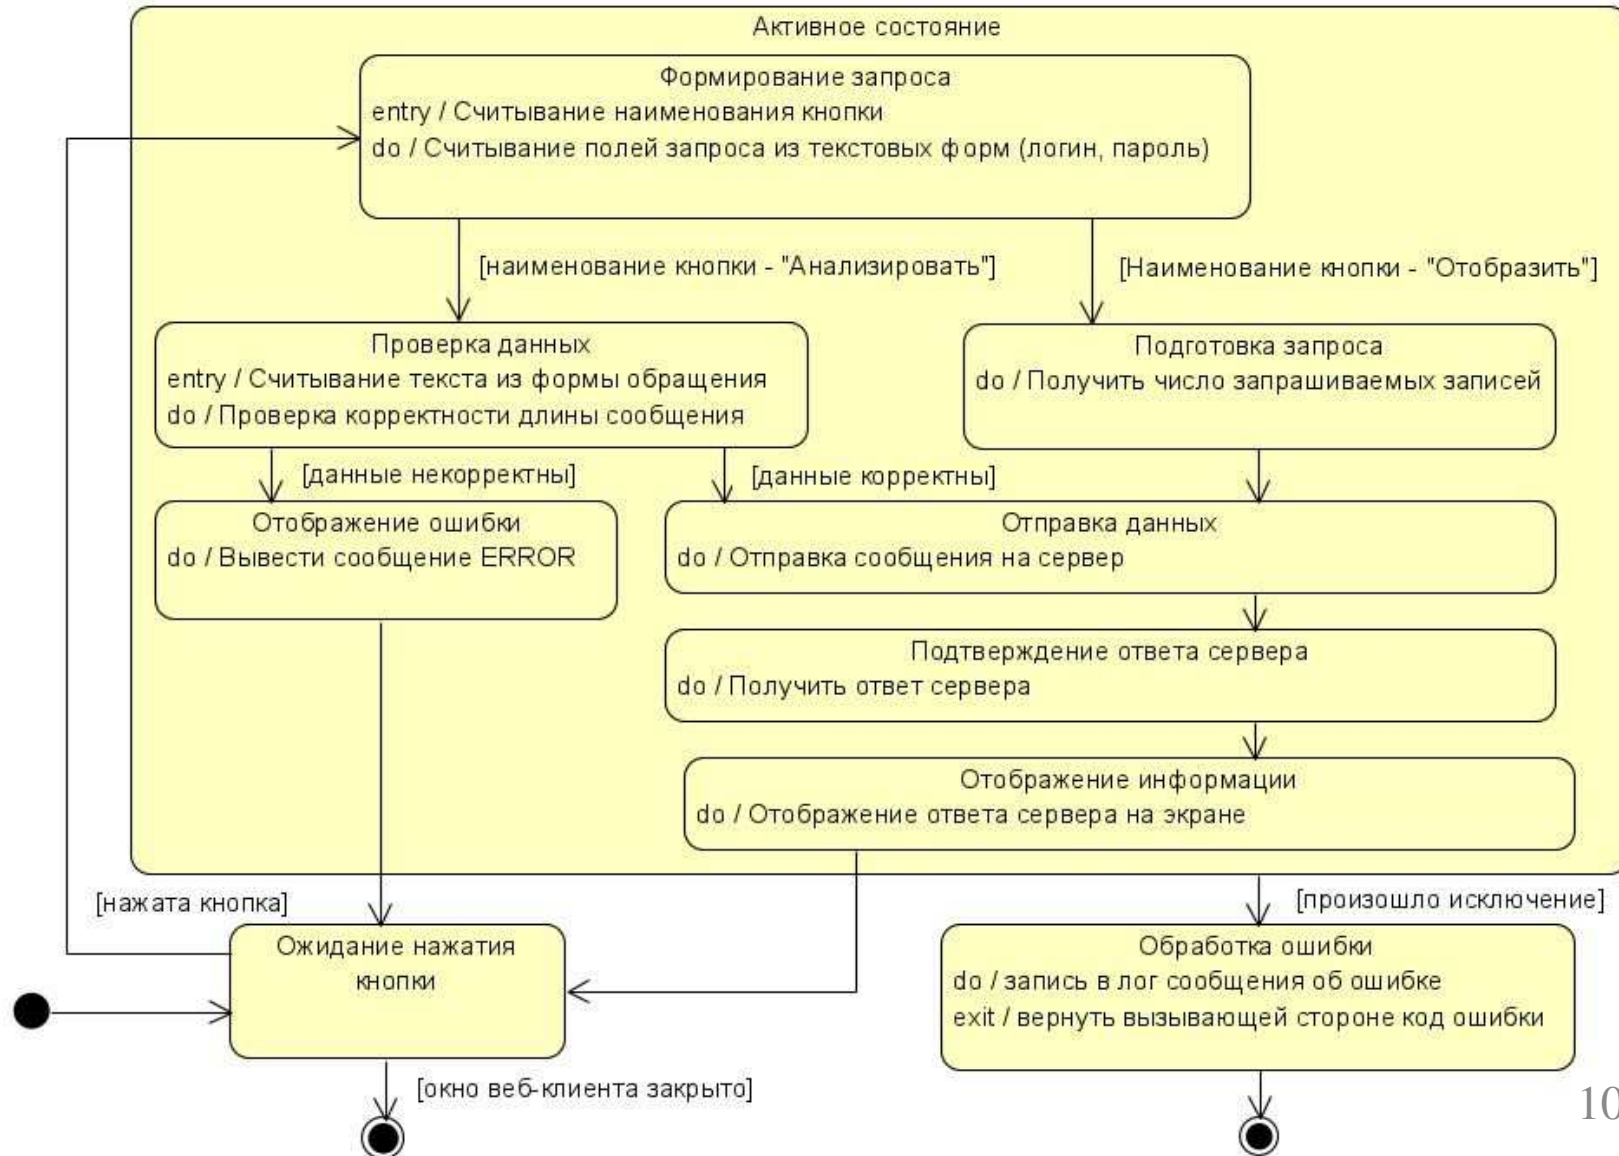 Активное состояние
Формирование запроса
entry / Считывание наименования кнопки
do / Считывание полей запроса из текстовых форм (логин, пароль)
[наименование кнопки - "Анализировать"]
[Наименование кнопки - "Отобразить"]
Проверка данных
entry / Считывание текста из формы обращения
do / Проверка корректности длины сообщения
Подготовка запроса
do / Получить число запрашиваемых записей
[данные некорректны]
[данные корректны]
Отображение ошибки
do / Вывести сообщение ERROR
Отправка данных
do / Отправка сообщения на сервер
Подтверждение ответа сервера
do / Получить ответ сервера
Отображение информации
do / Отображение ответа сервера на экране
[нажата кнопка]
[произошло исключение]
Ожидание нажатия
кнопки
Обработка ошибки
do / запись в лог сообщения об ошибке
exit / вернуть вызывающей стороне код ошибки
[окно веб-клиента закрыто]
10